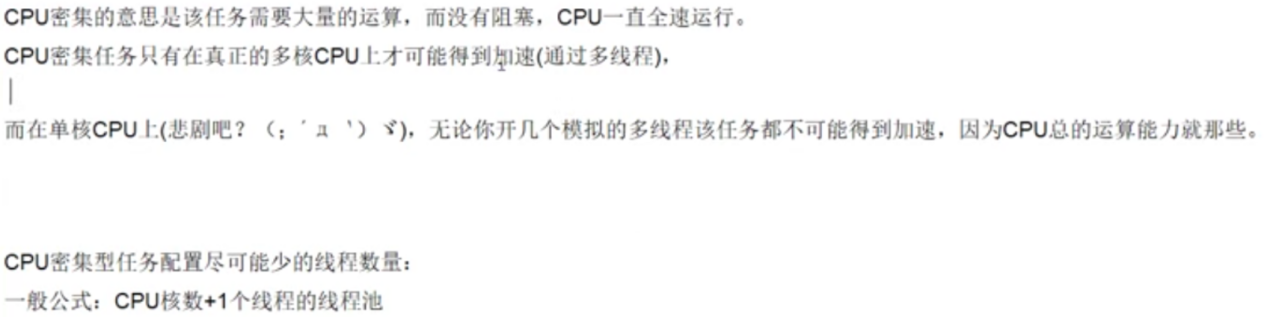 CPU密集的意思是该任务需要大量的运算，而没有阻塞，CPU一直全速运行。
CPU密集任务只有在真正的多核CPU上才可能得到加速(通过多线程)，
而在单核CPU上(悲剧吧？（；´д｀）ゞ)，无论你开几个模拟的多线程该任务都不可能得到加速，因为CPU总的运算能力就那些。
CPU密集型任务配置尽可能少的线程数量：
一般公式：CPU核数+1个线程的线程池